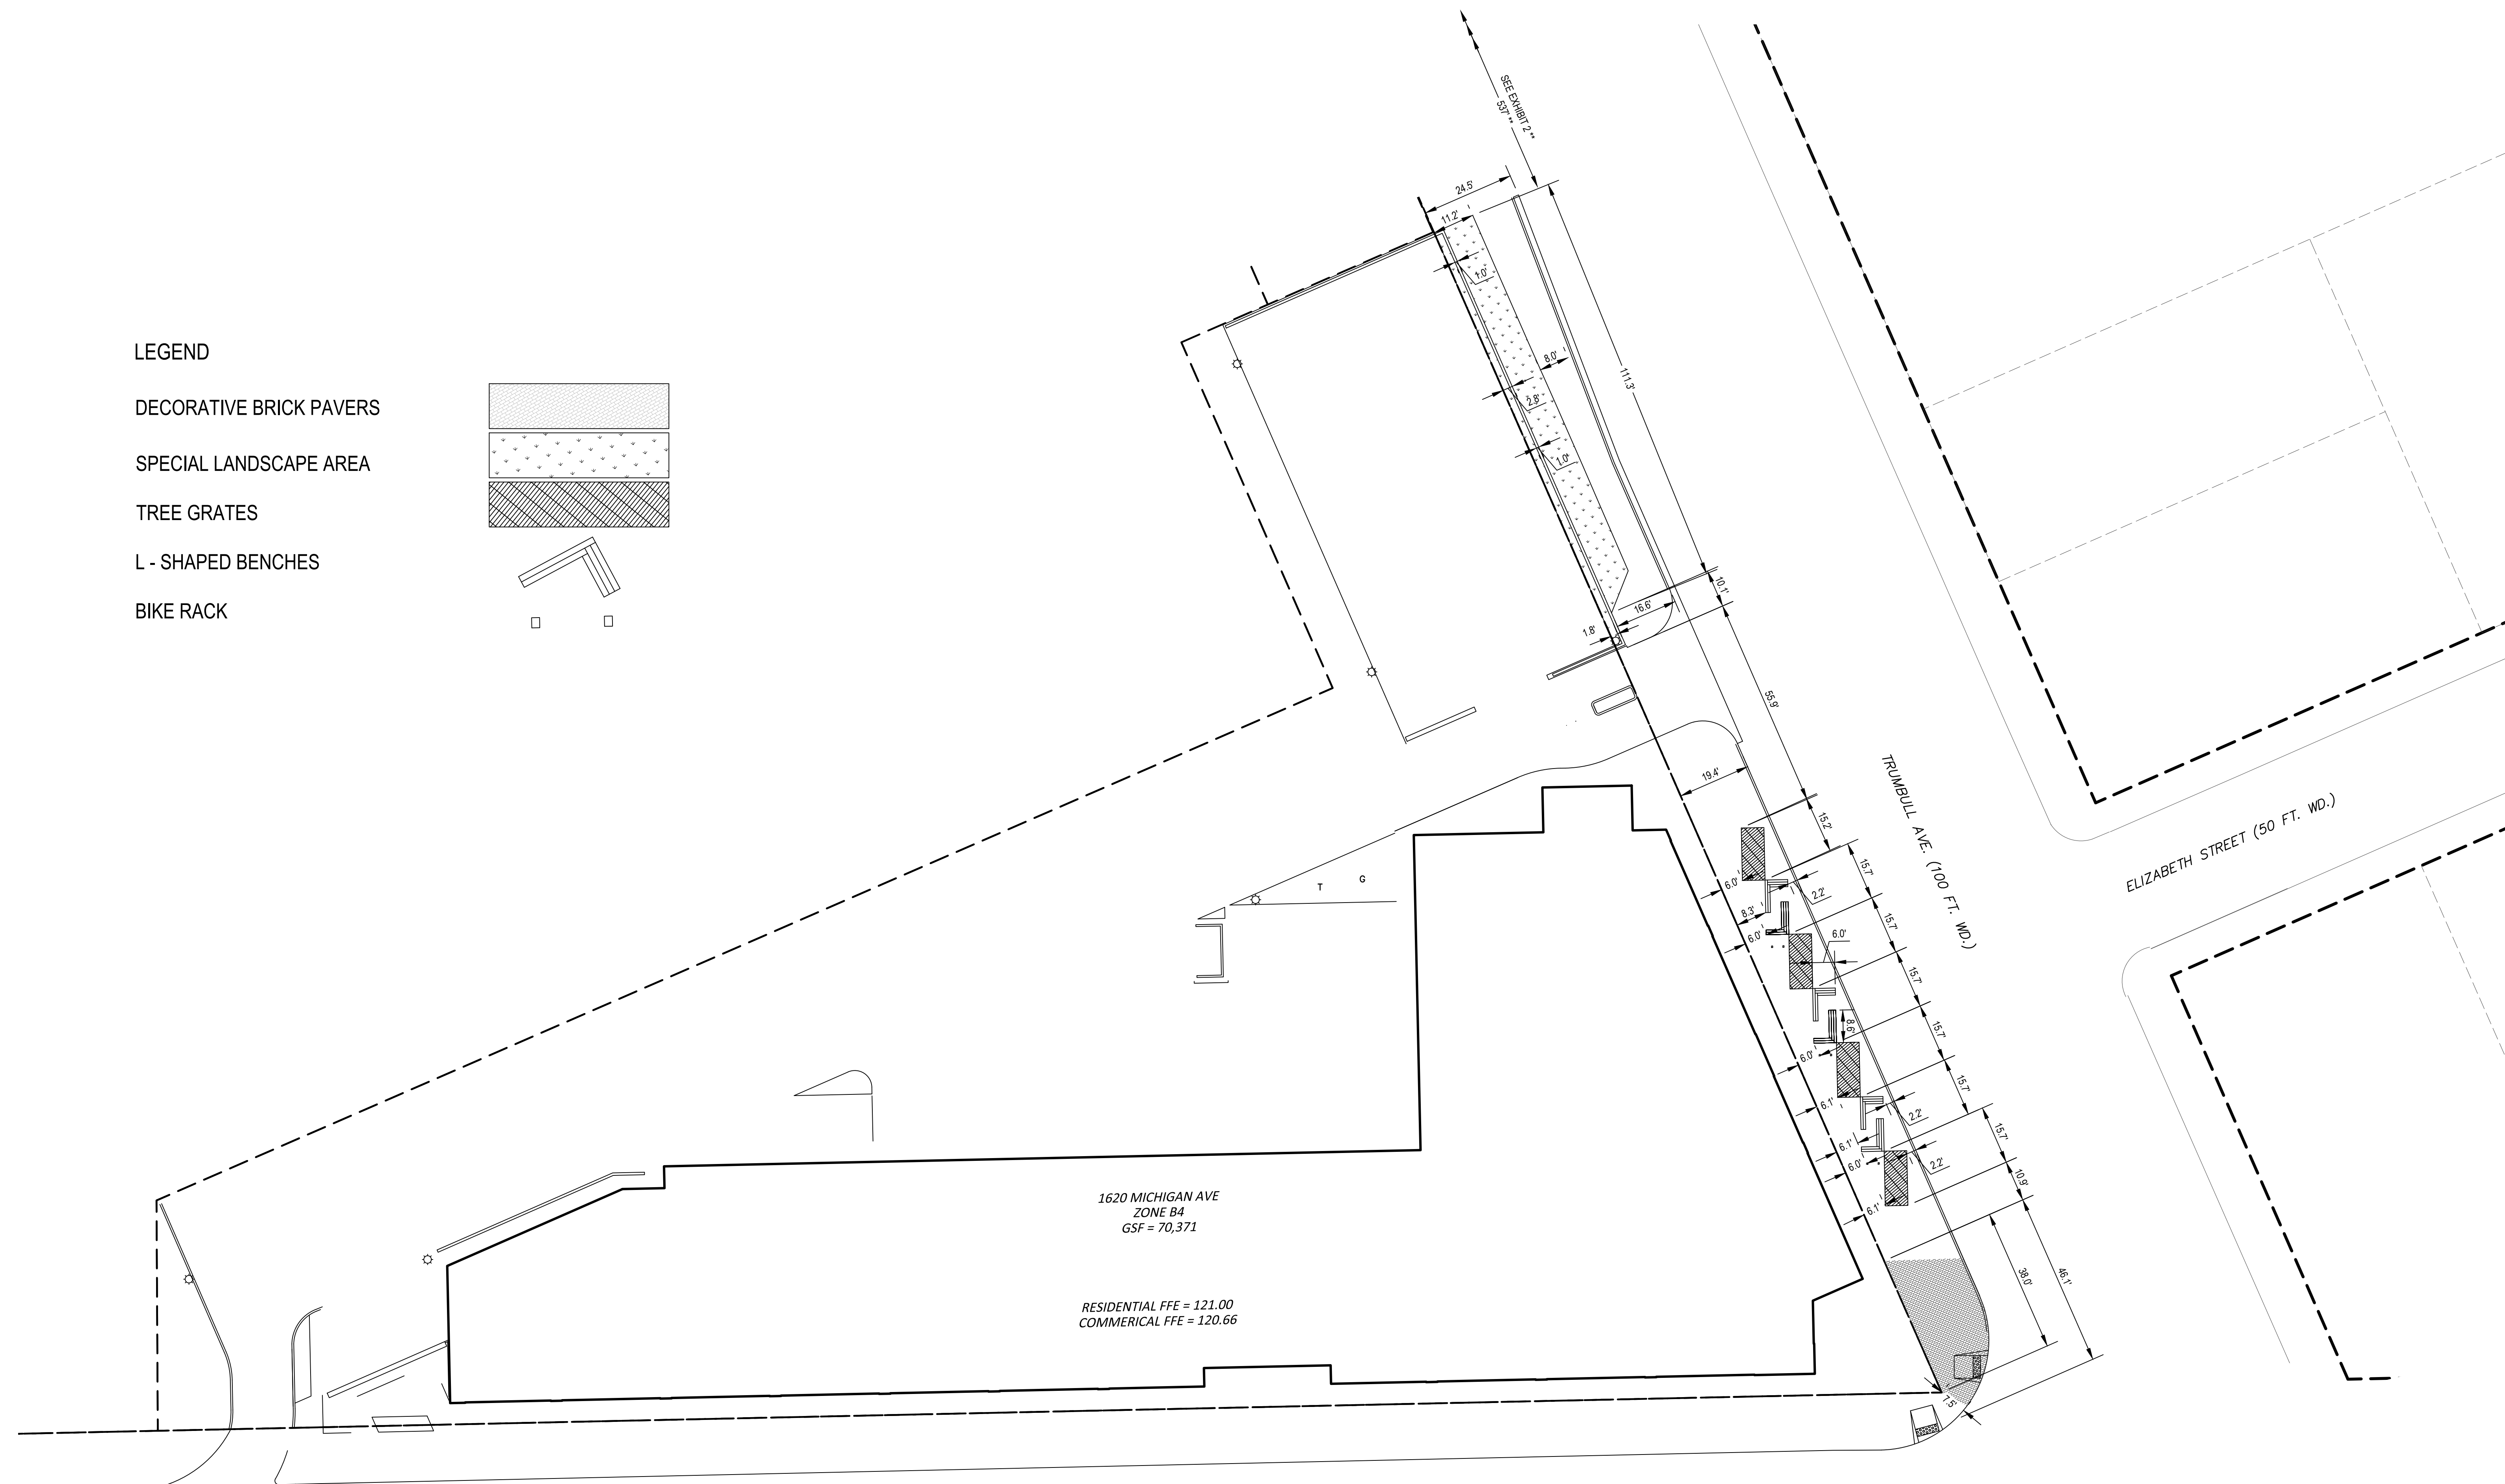 SEE EXHIBIT 2 **
537' **
24.5'
11.2'
1.0'
8.0'
2.8'
1.0'
111.3'
LEGEND
DECORATIVE BRICK PAVERS
SPECIAL LANDSCAPE AREA
TREE GRATES
L - SHAPED BENCHES
BIKE RACK
10.1'
16.6'
1.8'
55.9'
19.4'
TRUMBULL AVE. (100 FT. WD.)
ELIZABETH STREET (50 FT. WD.)
15.2'
15.7'
6.0'
2.2'
8.3'
15.7'
6.0'
6.0'
15.7'
T
G
8.6'
15.7'
6.0'
15.7'
6.1'
2.2'
15.7'
6.1'
6.0'
2.2'
10.9'
6.1'
1620 MICHIGAN AVE
ZONE B4
GSF = 70,371
38.0'
46.1'
RESIDENTIAL FFE = 121.00
COMMERICAL FFE = 120.66
7.5'